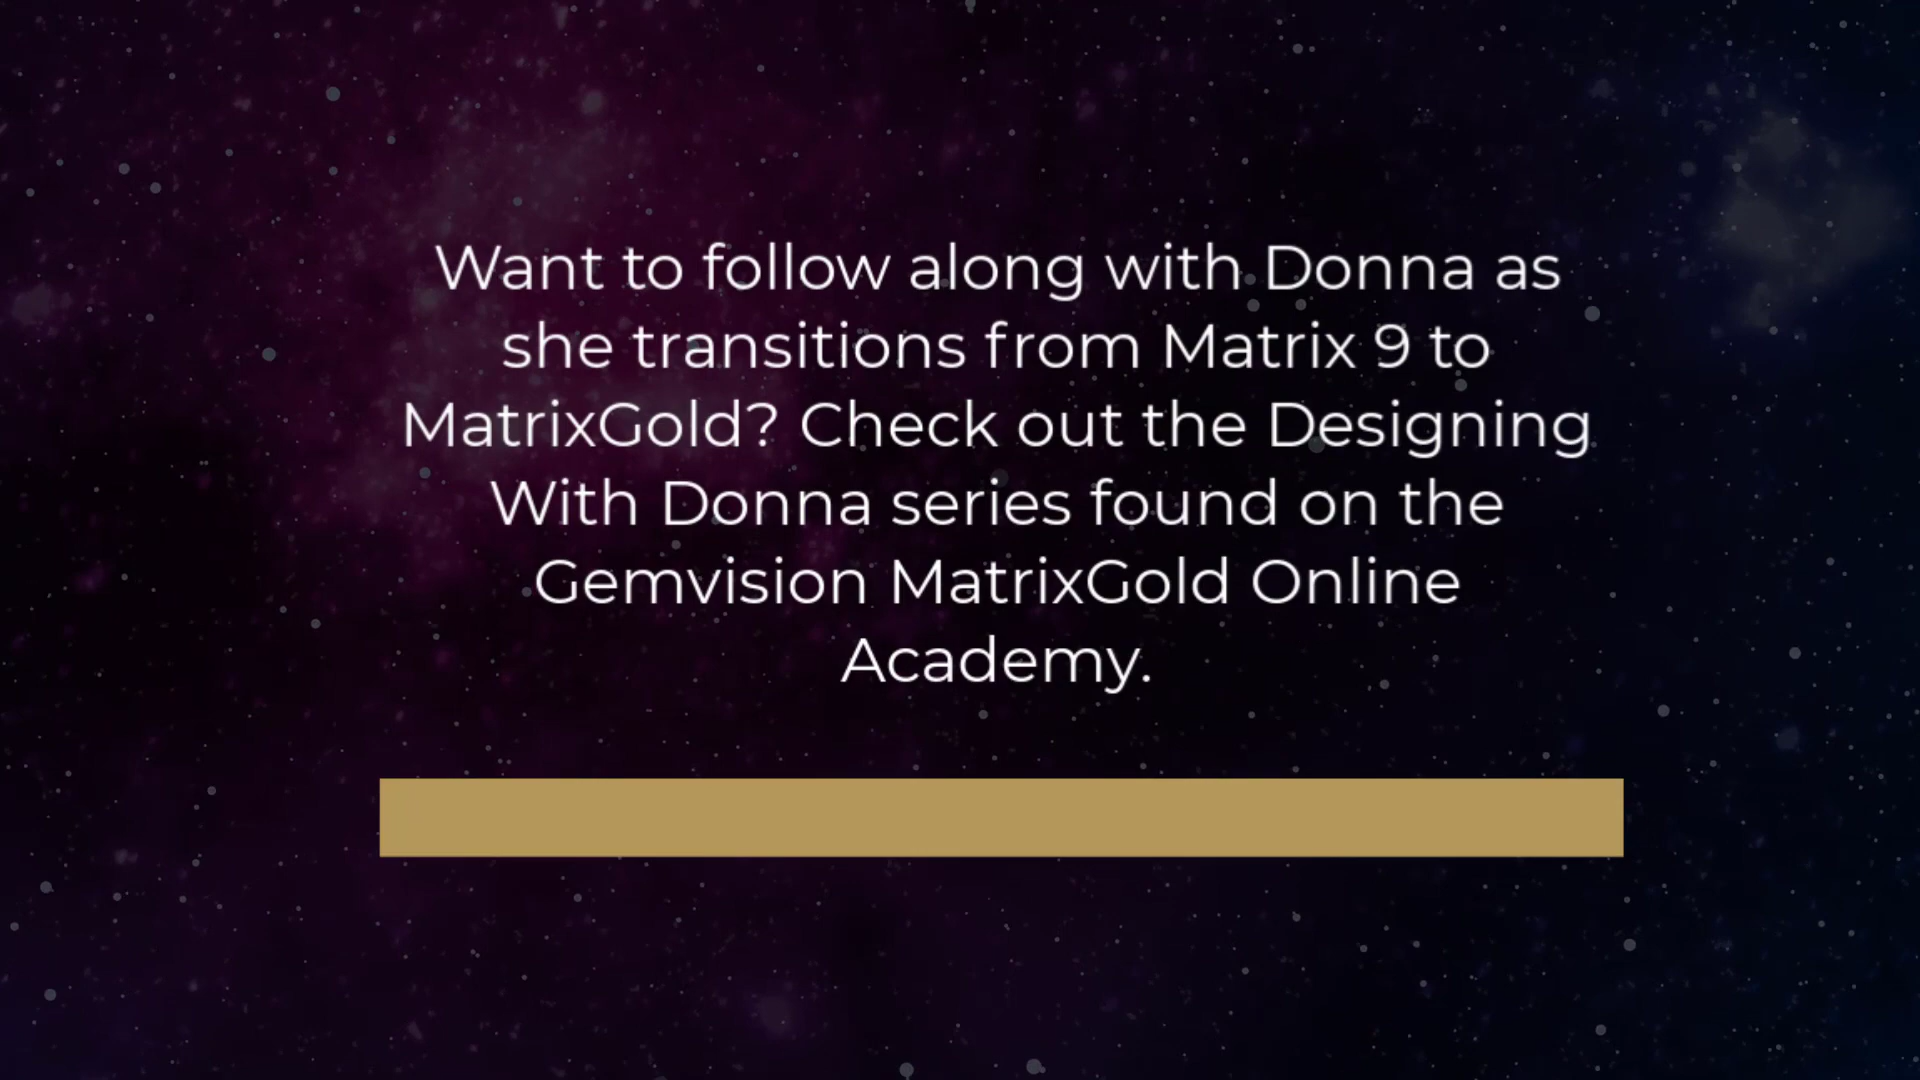 Want to follow along with Donna as
she transitions from Matrix 9 to
MatrixGold? Check out the Designing
With Donna series found on the
Gemvision MatrixGold Online
Academy.